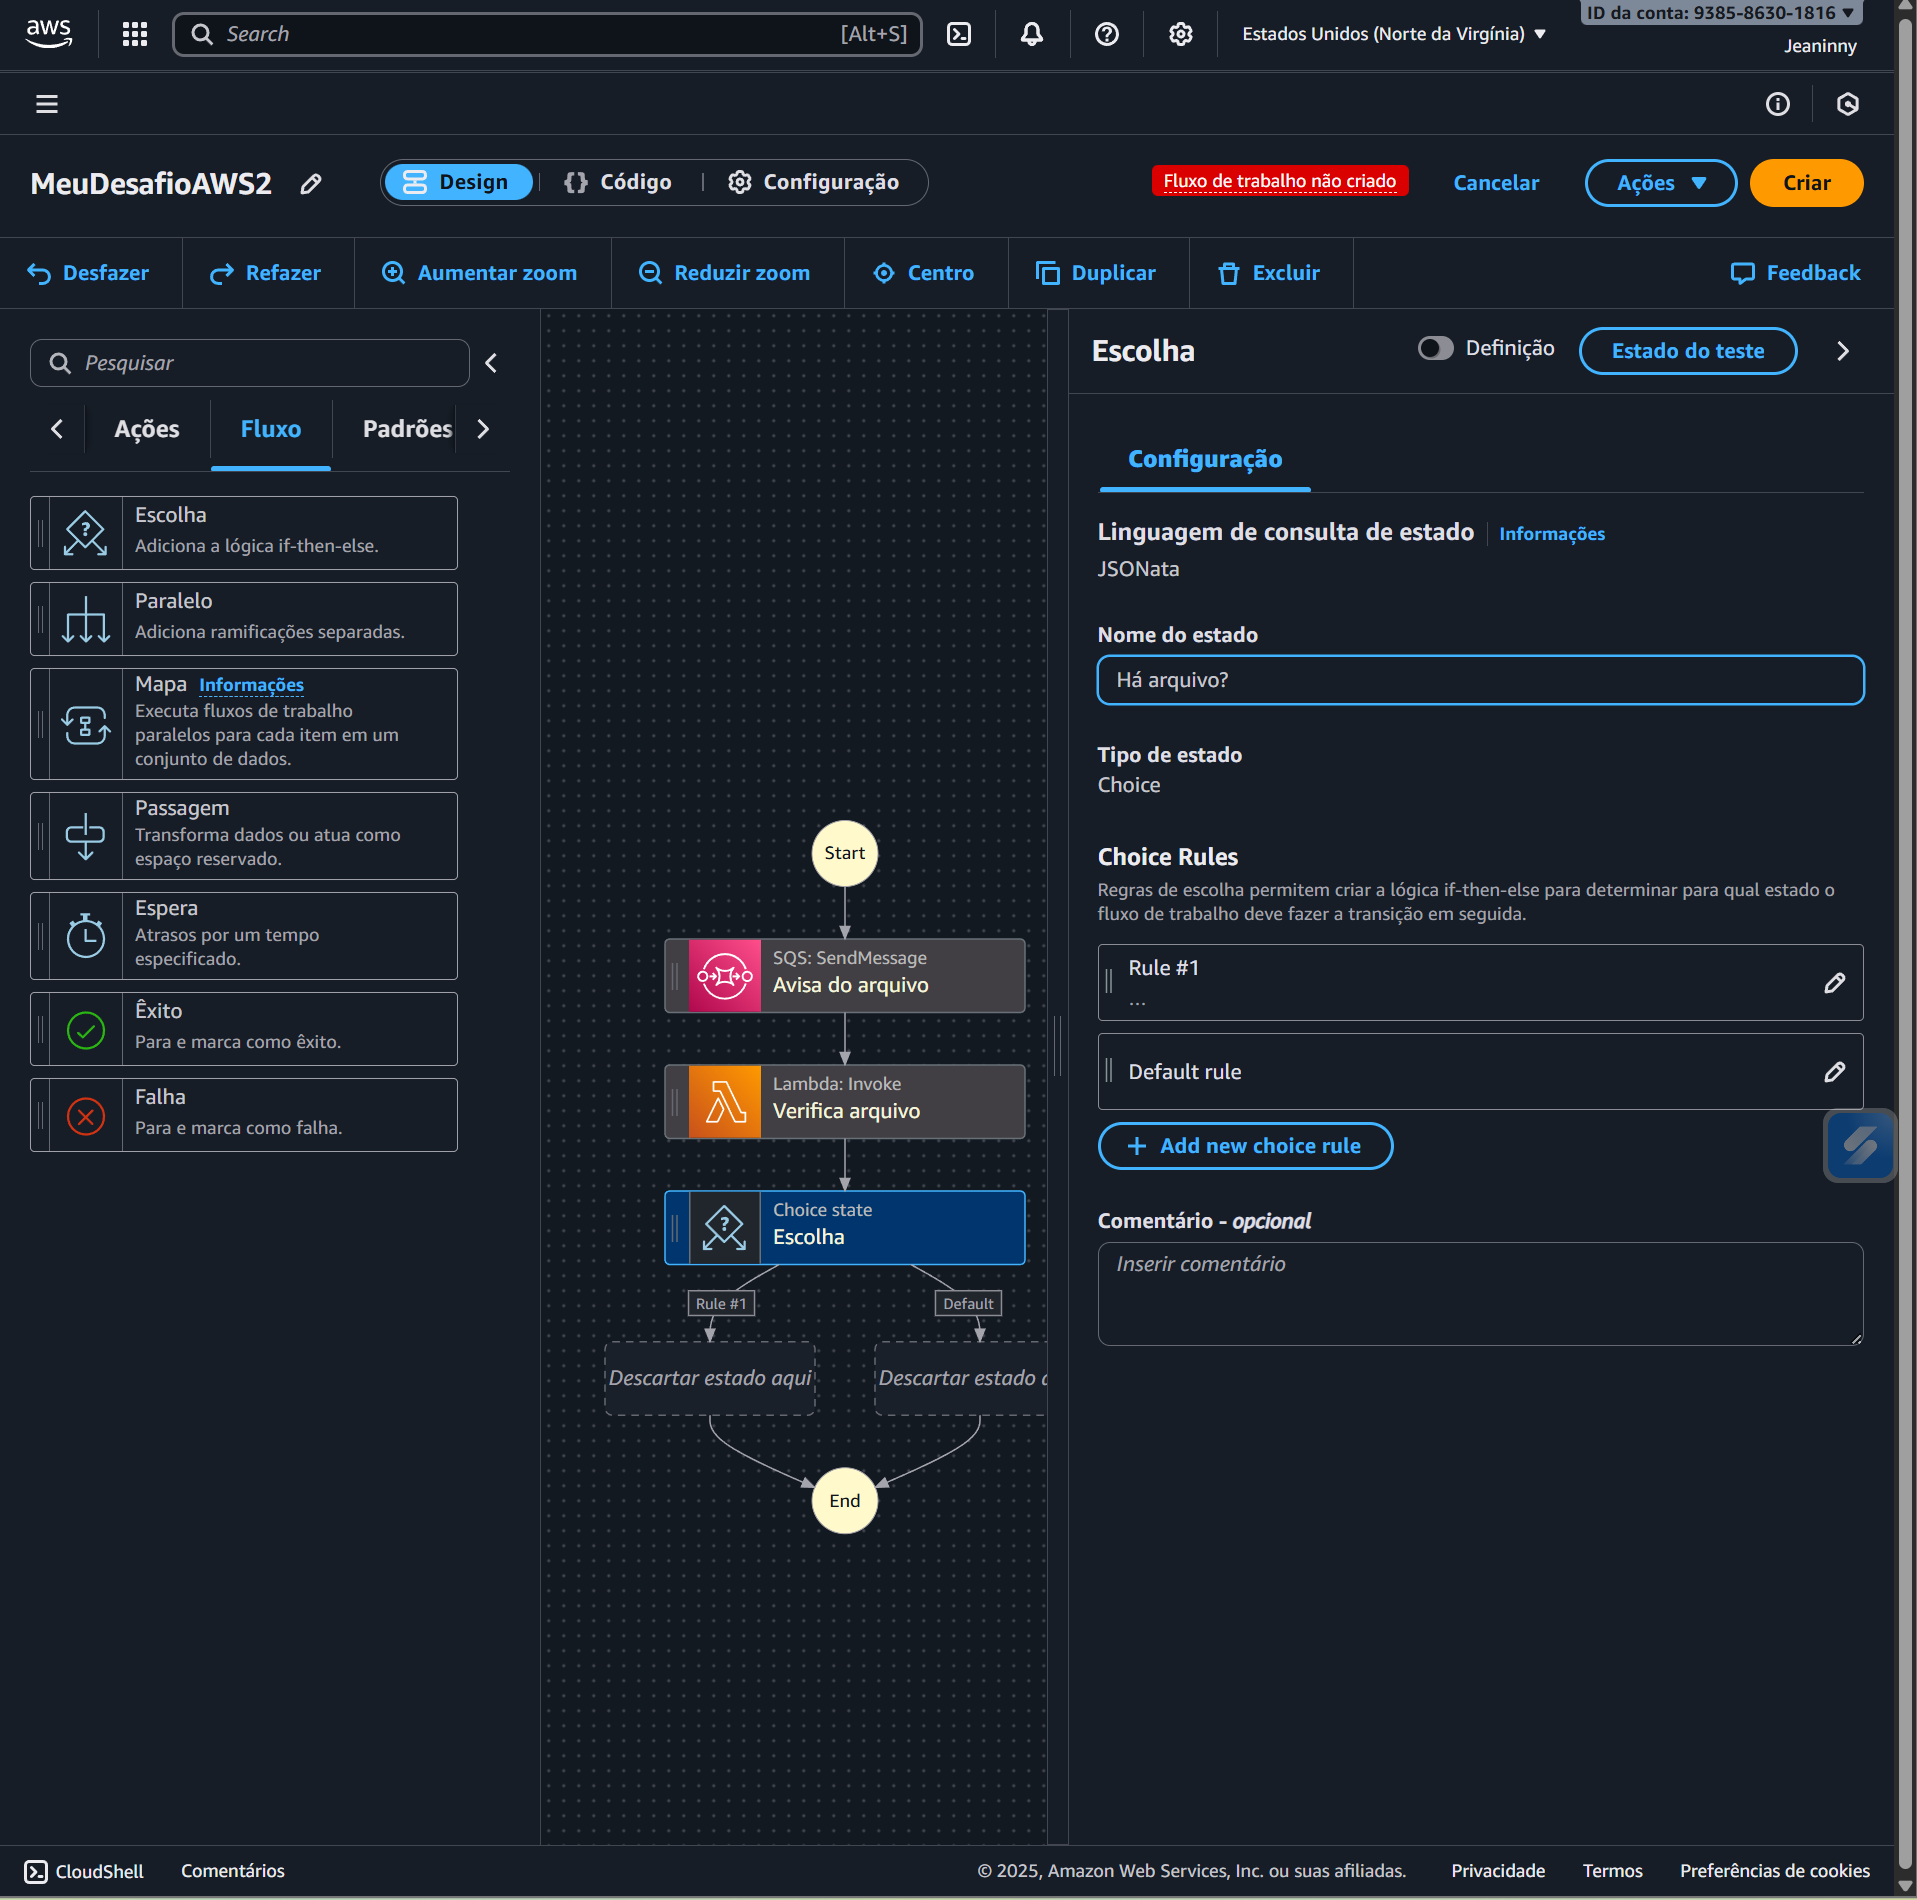 aws
Search
[Alt+S]
Estados Unidos (Norte da Virgínia)
ID da conta: 9385-8630-1816
Jeaninny
MeuDesafioAWS2
Design
Código
Configuração
Fluxo de trabalho não criado
Cancelar
Ações
Criar
Desfazer
Refazer
Aumentar zoom
Reduzir zoom
Centro
Duplicar
Excluir
Feedback
Pesquisar
Ações
Fluxo
Padrões
Escolha
Adiciona a lógica if-then-else.
Paralelo
Adiciona ramificações separadas.
Mapa Informações
Executa fluxos de trabalho
paralelos para cada item em um
conjunto de dados.
Passagem
Transforma dados ou atua como
espaço reservado.
Espera
Atrasos por um tempo
especificado.
Êxito
Para e marca como êxito.
Falha
Para e marca como falha.
Start
SQS: SendMessage
Avisa do arquivo
Lambda: Invoke
Verifica arquivo
Choice state
Escolha
Rule #1
Default
Descartar estado aqui
Descartar estado
End
Escolha
Definição
Estado do teste
Configuração
Linguagem de consulta de estado
Informações
JSONata
Nome do estado
Há arquivo?
Tipo de estado
Choice
Choice Rules
Regras de escolha permitem criar a lógica if-then-else para determinar para qual estado o
fluxo de trabalho deve fazer a transição em seguida.
Rule #1
...
Default rule
+ Add new choice rule
Comentário - opcional
Inserir comentário
CloudShell
Comentários
© 2025, Amazon Web Services, Inc. ou suas afiliadas.
Privacidade
Termos
Preferências de cookies